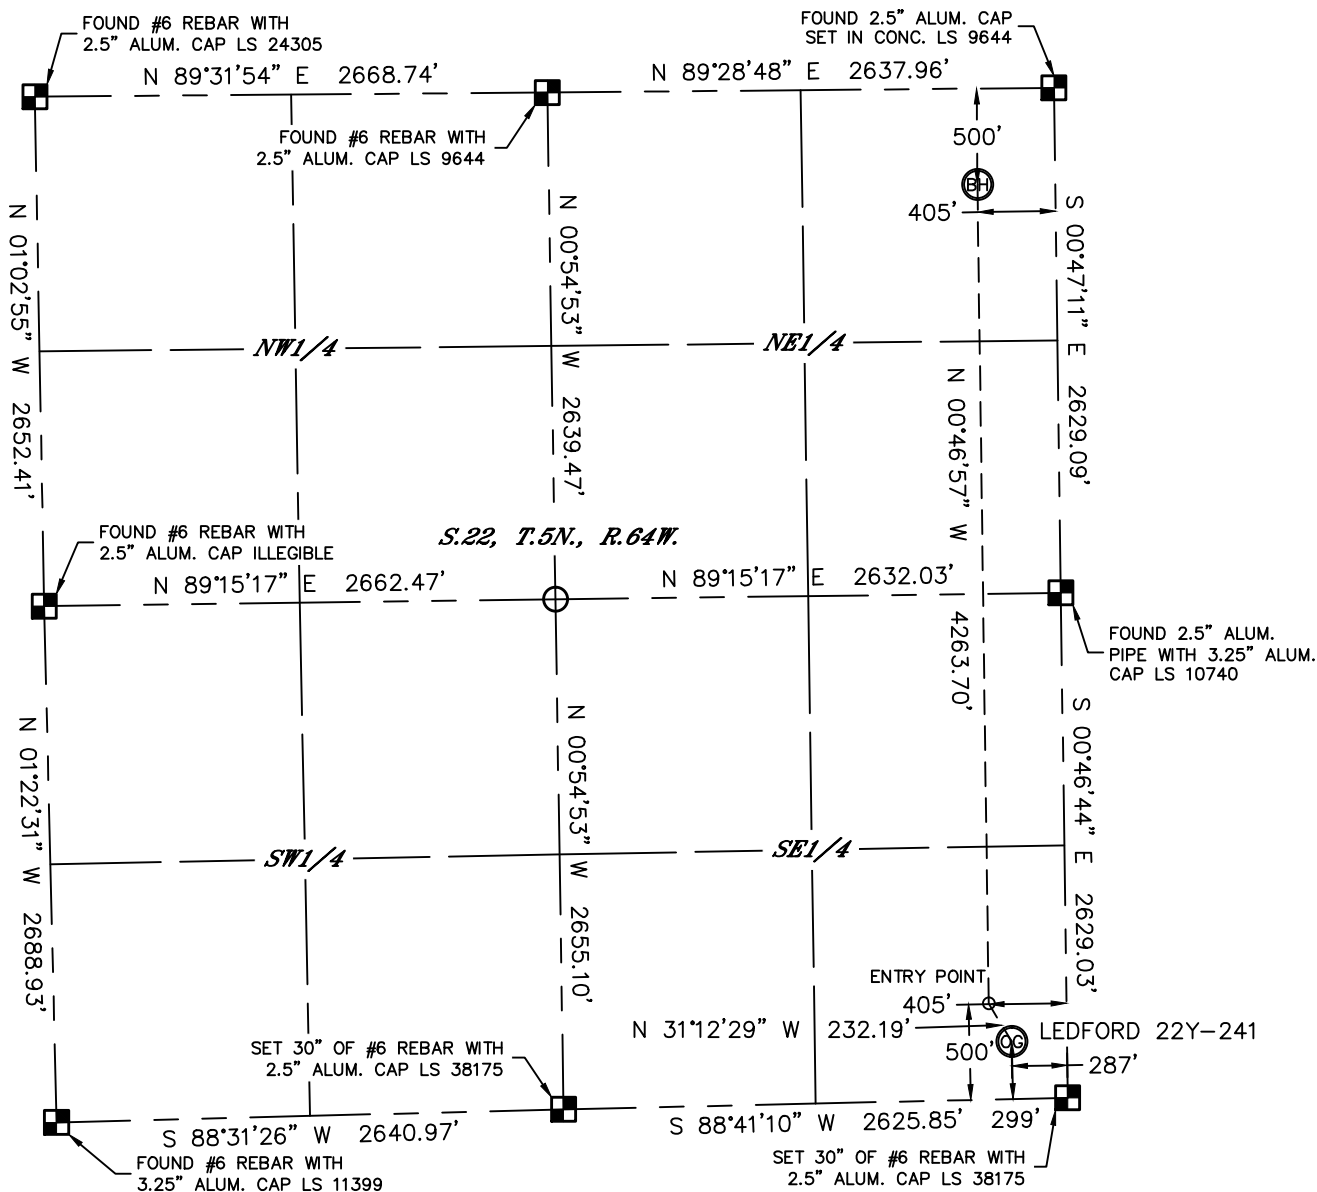 FOUND #6 REBAR WITH
2.5" ALUM. CAP LS 24305
FOUND 2.5" ALUM. CAP
SET IN CONC. LS 9644
N 89°31'54" E 2668.74'
N 89°28'48" E 2637.96'
FOUND #6 REBAR WITH
2.5" ALUM. CAP LS 9644
500'
BH
405'
N 01°02'55" W 2652.41'
N 00°54'53" W 2639.47'
S 00°47'11" E 2629.09'
NW1/4
NE1/4
N 00°46'57" W 4263.70'
FOUND #6 REBAR WITH
2.5" ALUM. CAP ILLEGIBLE
S.22, T.5N., R.64W.
N 89°15'17" E 2662.47'
N 89°15'17" E 2632.03'
FOUND 2.5" ALUM.
PIPE WITH 3.25" ALUM.
CAP LS 10740
N 01°22'31" W 2688.93'
N 00°54'53" W 2655.10'
S 00°46'44" E 2629.03'
SW1/4
SE1/4
ENTRY POINT
405'
N 31°12'29" W 232.19'
OG
LEDFORD 22Y-241
500'
287'
SET 30" OF #6 REBAR WITH
2.5" ALUM. CAP LS 38175
S 88°31'26" W 2640.97'
S 88°41'10" W 2625.85'
299'
FOUND #6 REBAR WITH
3.25" ALUM. CAP LS 11399
SET 30" OF #6 REBAR WITH
2.5" ALUM. CAP LS 38175